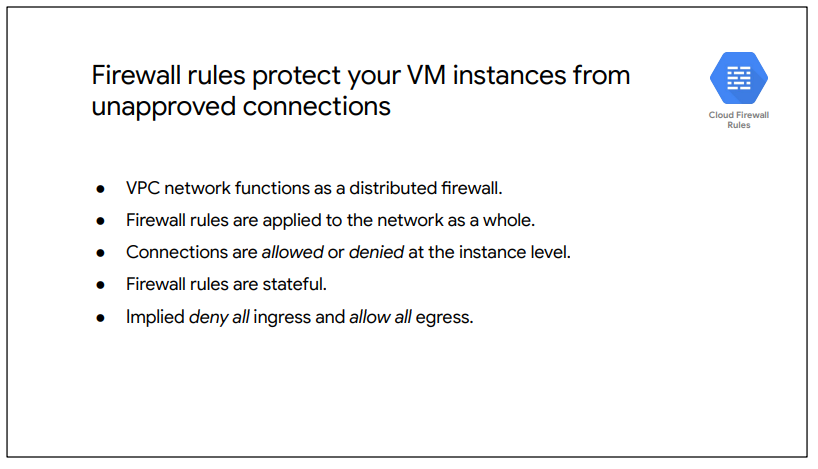 Firewall rules protect your VM instances from
unapproved connections
Cloud Firewall
Rules
● VPC network functions as a distributed firewall.
● Firewall rules are applied to the network as a whole.
● Connections are allowed or denied at the instance level.
● Firewall rules are stateful.
● Implied deny all ingress and allow all egress.